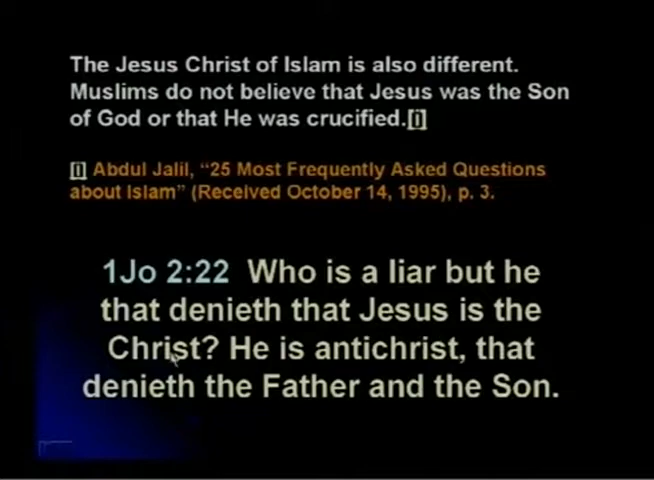 The Jesus Christ of Islam is also different.
Muslims do not believe that Jesus was the Son
of God or that He was crucified.[i]
[i] Abdul Jalil, “25 Most Frequently Asked Questions
about Islam” (Received October 14, 1995), p. 3.
1Jo 2:22 Who is a liar but he
that denieth that Jesus is the
Christ? He is antichrist, that
denieth the Father and the Son.